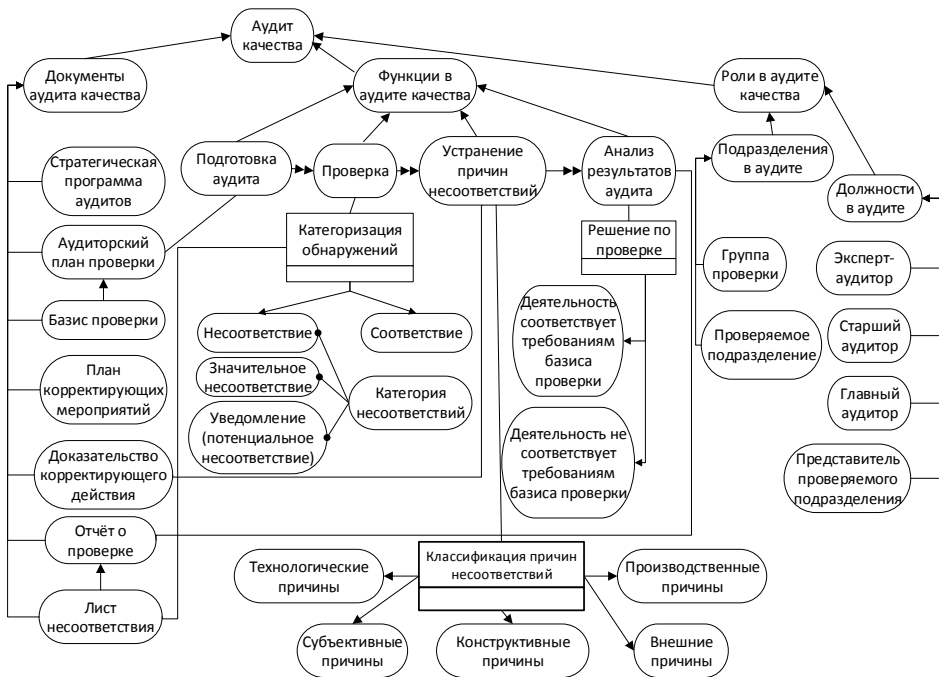 Аудит
качества
Документы
аудита качества
Функции в
аудите качества
Роли в аудите
качества
Стратегическая
программа
аудитов
Подготовка
аудита
Проверка
Устранение
причин
несоответствий
Анализ
результатов
аудита
Подразделения
в аудите
Должности
в аудите
Аудиторский
план проверки
Категоризация
обнаружений
Решение по
проверке
Группа
проверки
Эксперт-
аудитор
Базис проверки
Несоответствие
Соответствие
Деятельность
соответствует
требованиям
базиса
проверки
Проверяемое
подразделение
Старший
аудитор
План
корректирующих
мероприятий
Значительное
несоответствие
Категория
несоответствий
Главный
аудитор
Уведомление
(потенциальное
несоответствие)
Деятельность не
соответствует
требованиям
базиса проверки
Доказательство
корректирующего
действия
Представитель
проверяемого
подразделения
Отчёт о
проверке
Классификация причин
несоответствий
Технологические
причины
Производственные
причины
Лист
несоответствия
Субъективные
причины
Конструктивные
причины
Внешние
причины